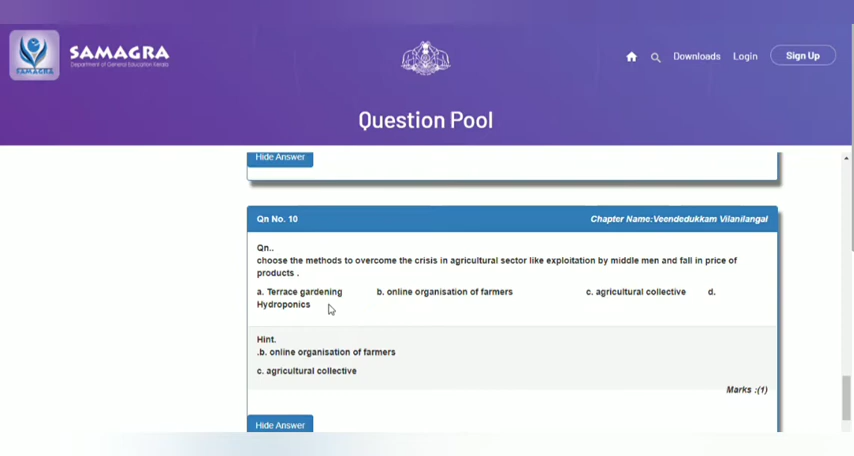 SAMAGRA
Department of General Education Kerala
SAMAGRA
Downloads
Login
Sign Up
Question Pool
Hide Answer
Qn No. 10
Chapter Name:Veendedukkam Vilanilangal
Qn..
choose the methods to overcome the crisis in agricultural sector like exploitation by middle men and fall in price of
products .
a. Terrace gardening b. online organisation of farmers c. agricultural collective d.
Hydroponics
Hint.
.b. online organisation of farmers
c. agricultural collective
Marks :(1)
Hide Answer